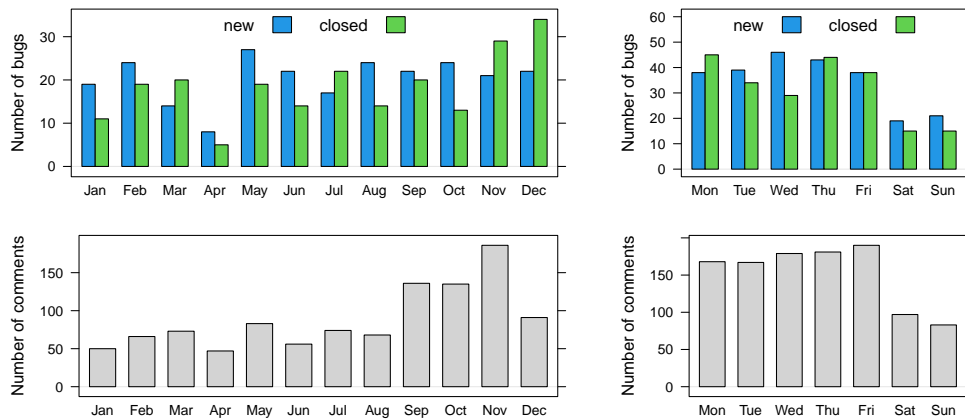 new closed
Number of bugs
30
20
10
0
Jan Feb Mar Apr May Jun Jul Aug Sep Oct Nov Dec
new closed
Number of bugs
60
50
40
30
20
10
0
Mon Tue Wed Thu Fri Sat Sun
Number of comments
150
100
50
0
Jan Feb Mar Apr May Jun Jul Aug Sep Oct Nov Dec
Number of comments
150
100
50
0
Mon Tue Wed Thu Fri Sat Sun